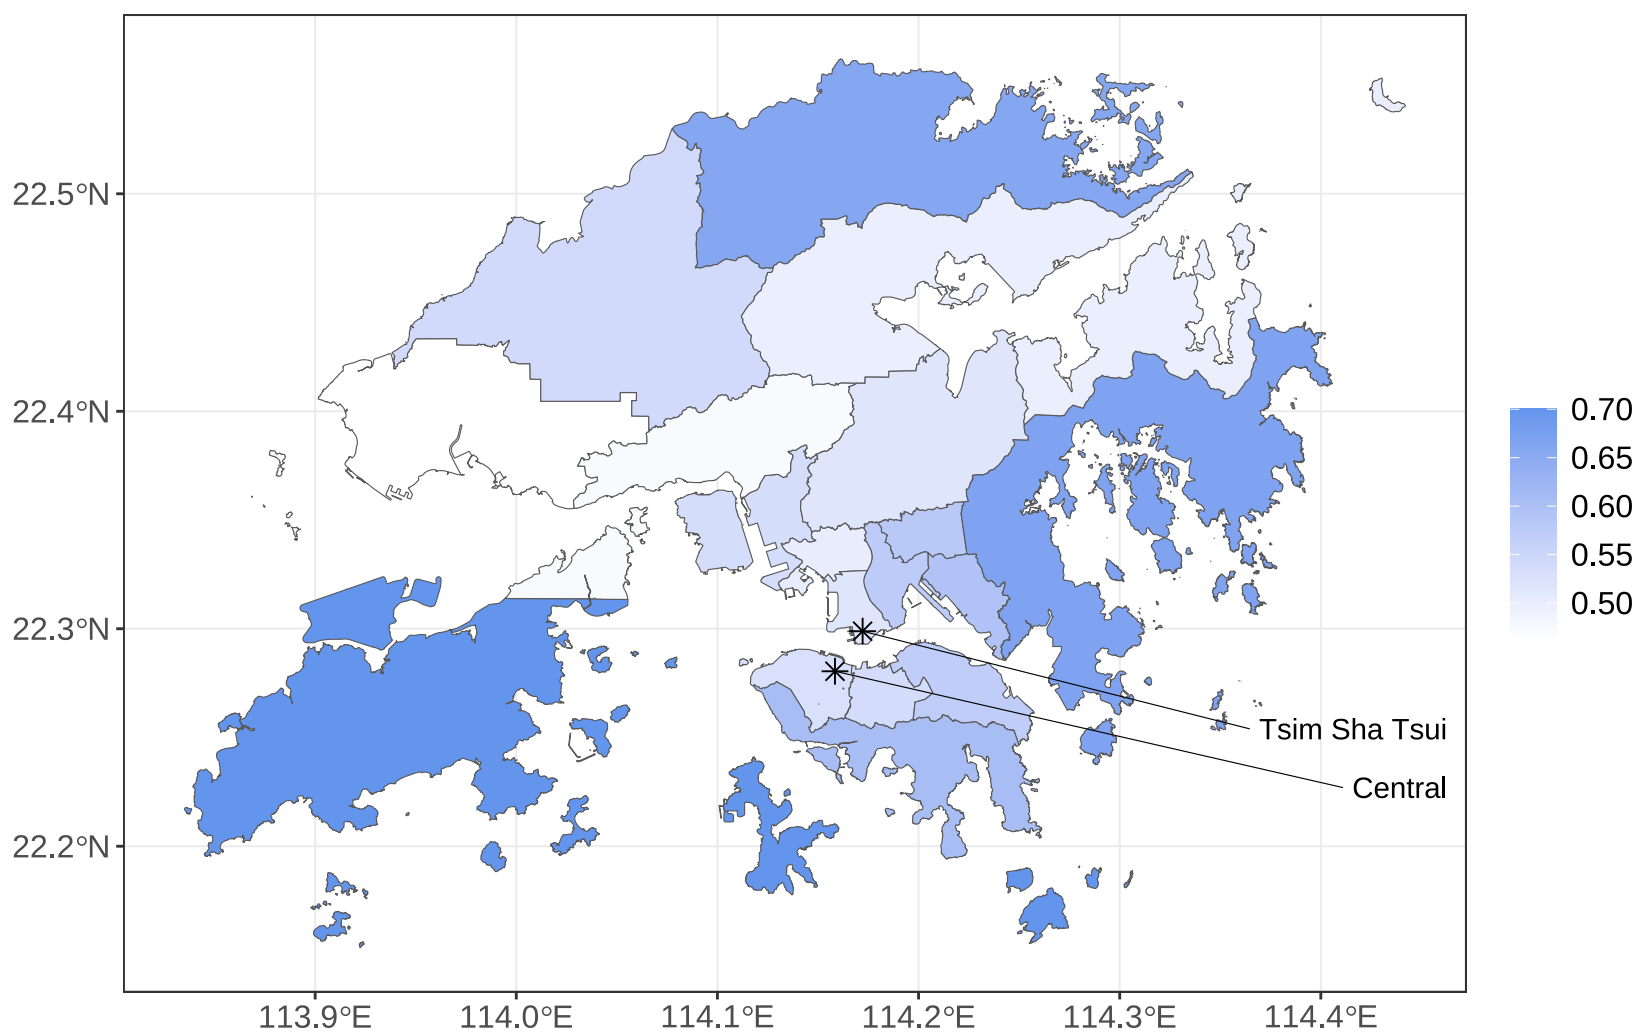 22.5°N
22.4°N
22.3°N
22.2°N
113.9°E 114.0°E 114.1°E 114.2°E 114.3°E 114.4°E
Tsim Sha Tsui
Central
0.70
0.65
0.60
0.55
0.50